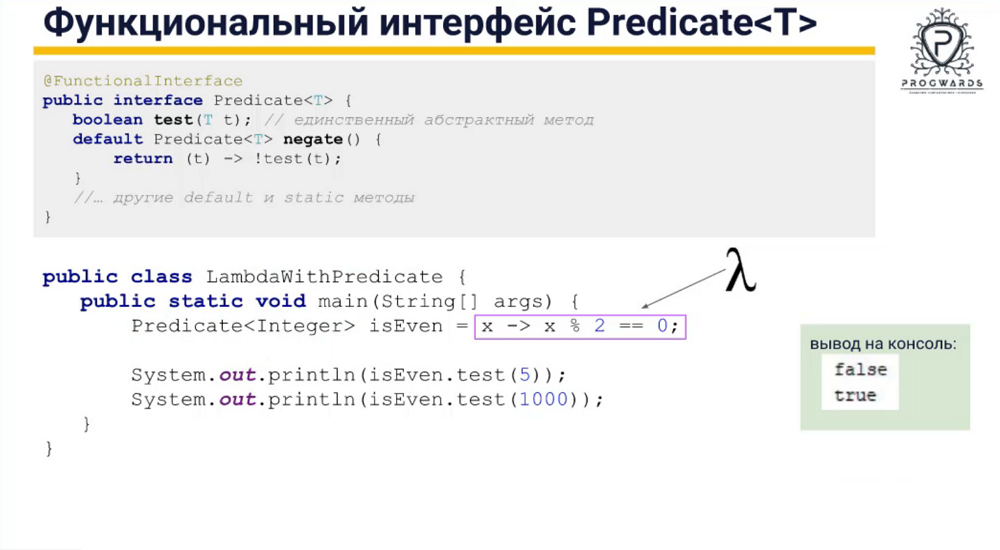 Функциональный интерфейс Predicate<T>
PROGWARDS
@FunctionalInterface
public interface Predicate<T> {
boolean test(T t); // единственный абстрактный метод
default Predicate<T> negate() {
return (t) -> !test(t);
}
//… другие default и static методы
}
λ
public class LambdaWithPredicate {
public static void main(String[] args) {
Predicate<Integer> isEven = x -> x % 2 == 0;
System.out.println(isEven.test(5));
System.out.println(isEven.test(1000));
}
}
вывод на консоль:
false
true